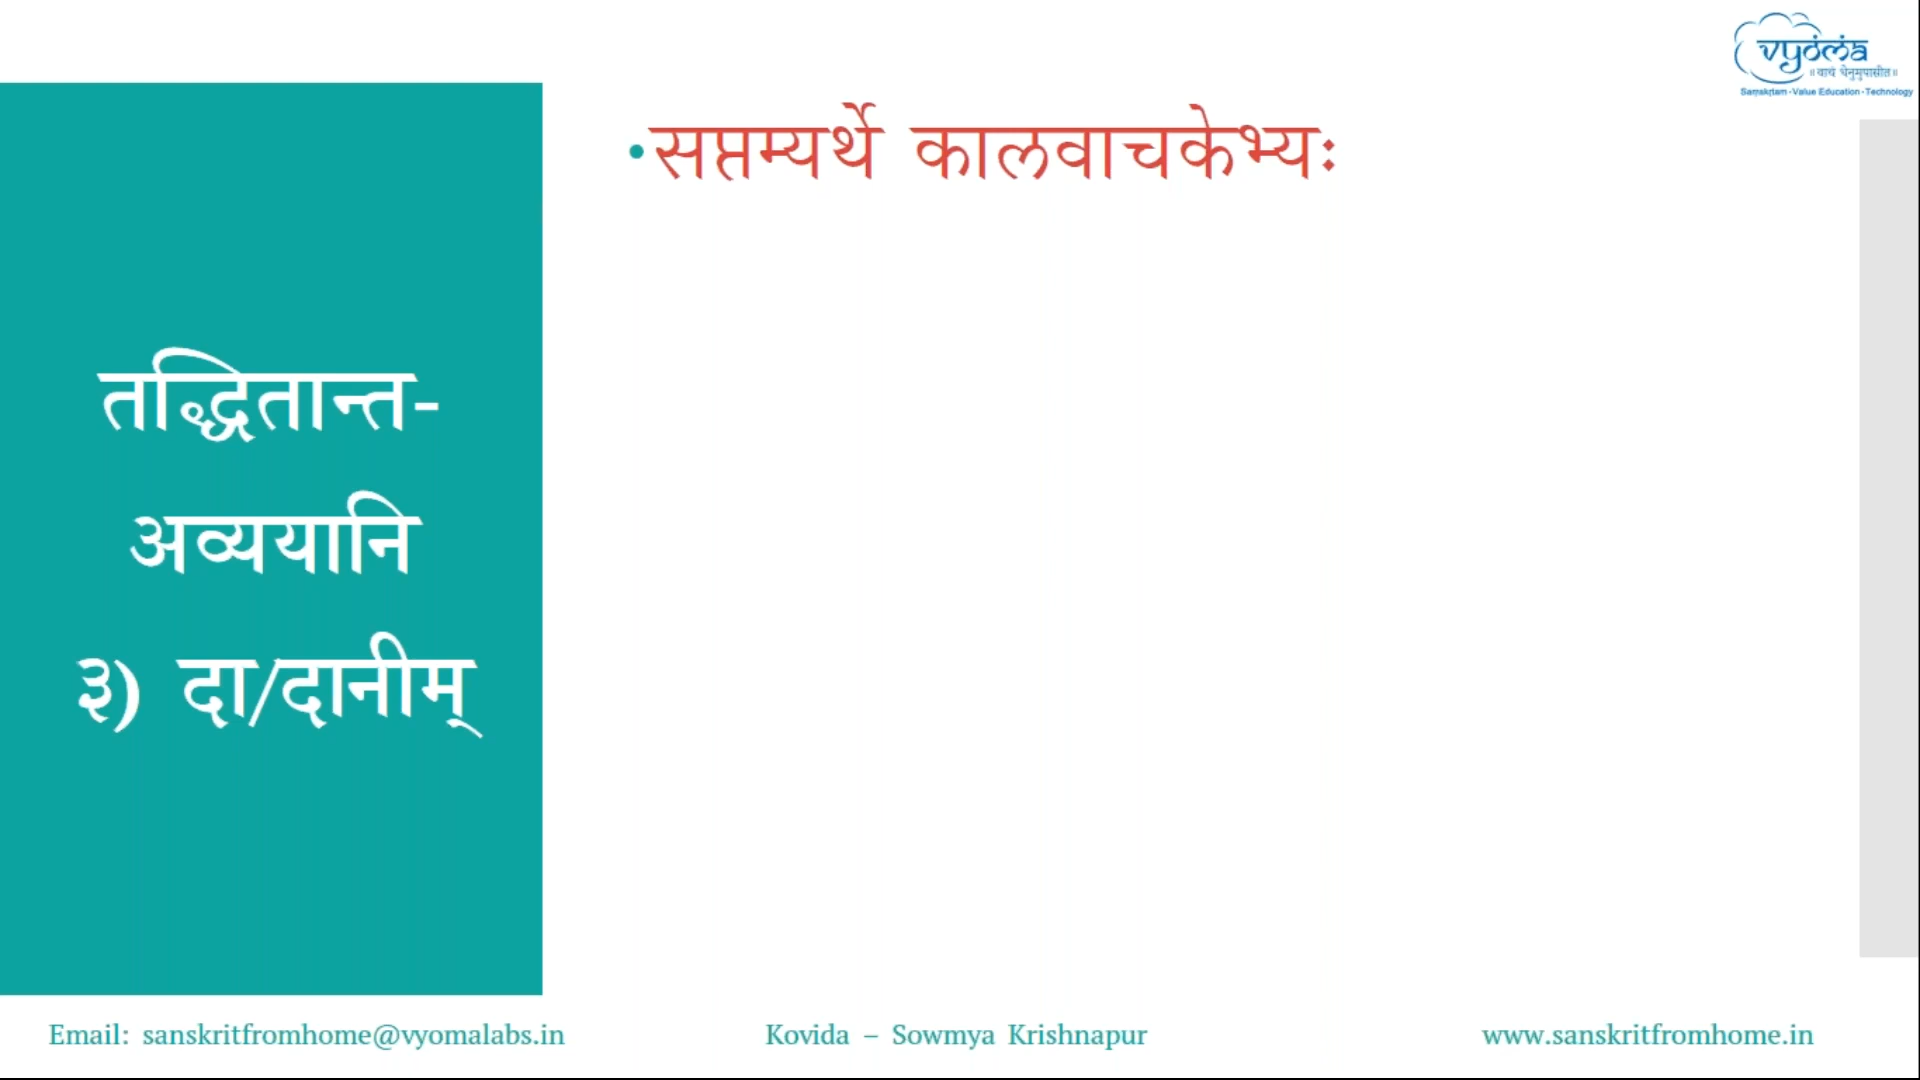 vyoma
॥ वाचं धेनुमुपासीत॥
Samskrtam - Value Education - Technology
•सप्तम्यर्थे कालवाचकेभ्यः
तद्धितान्त-
अव्ययानि
३) दा/दानीम्
Email: sanskritfromhome@vyomalabs.in
Kovida – Sowmya Krishnapur
www.sanskritfromhome.in